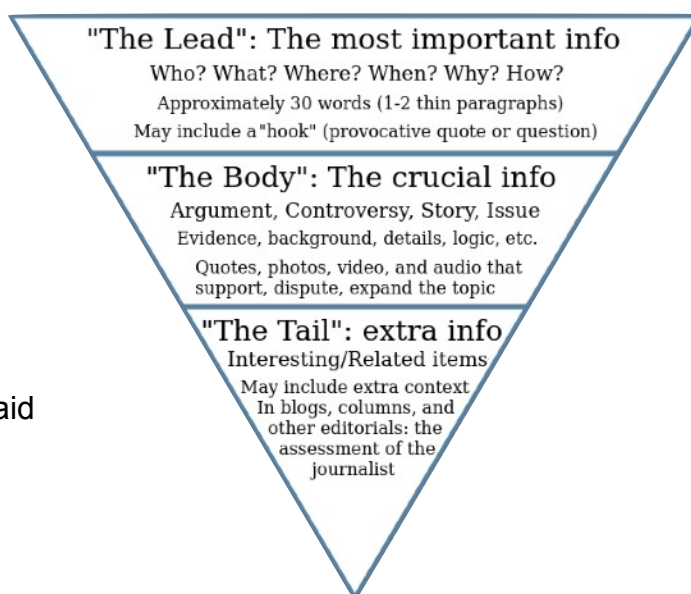 "The Lead": The most important info
Who? What? Where? When? Why? How?
Approximately 30 words (1-2 thin paragraphs)
May include a"hook" (provocative quote or question)
"The Body": The crucial info
Argument, Controversy, Story, Issue
Evidence, background, details, logic, etc.
Quotes, photos, video, and audio that
support, dispute, expand the topic
"The Tail": extra info
Interesting/Related items
May include extra context
In blogs, columns, and
other editorials: the
assessment of the
journalist
aid